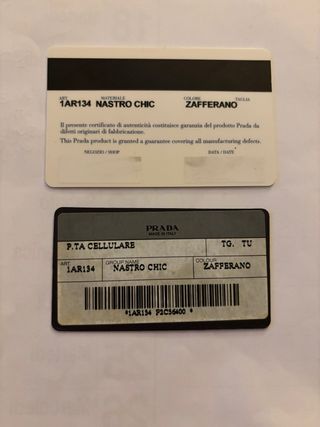 ART. MATERIALE COLORE TAGLIA
1AR134 NASTRO CHIC ZAFFERANO
Il presente certificato di autenticità costituisce garanzia del prodotto Prada da
difetti originari di fabbricazione.
This Prada product is granted a guarantee covering all manufacturing defects.
NEGOZIO / SHOP DATA / DATE
PRADA
MADE IN ITALY
P.TA CELLULARE TG. TU
ART. GROUP NAME COLOUR
1AR134 NASTRO CHIC ZAFFERANO
*1AR134 F2C36400 *